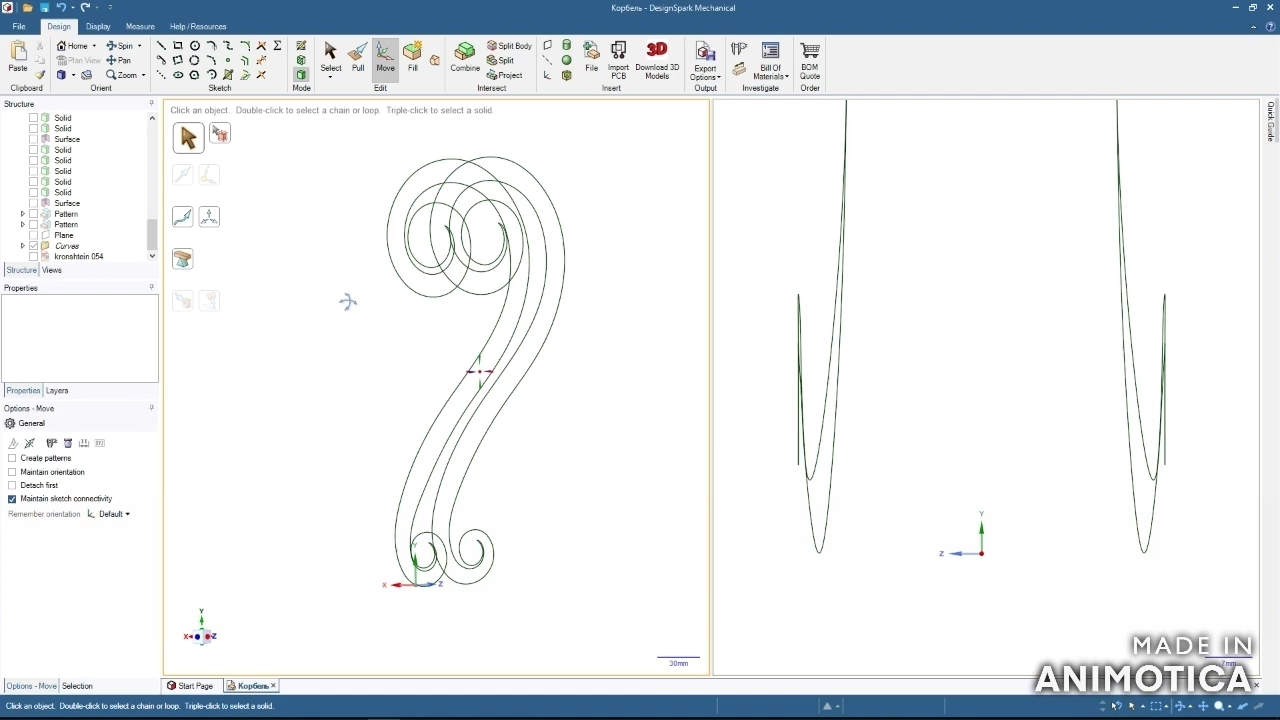 Корбель - DesignSpark Mechanical
File Design Display Measure Help / Resources
Home Spin
Plan View Pan
Zoom
Paste
Select Pull Move Fill
Combine
Split Body
Split
Project
File Import PCB Download 3D Models
Export Options
Bill Of Materials
BOM Quote
Clipboard Orient Sketch Mode Edit Intersect Insert Output Investigate Order
Structure
Solid
Solid
Surface
Solid
Solid
Solid
Solid
Solid
Surface
Pattern
Pattern
Plane
Curves
kronshtein 054
Structure Views
Properties
Properties Layers
Options - Move
General
Create patterns
Maintain orientation
Detach first
Maintain sketch connectivity
Remember orientation Default
Options - Move Selection
Click an object. Double-click to select a chain or loop. Triple-click to select a solid.
Y
X Z
Y
X Z
30mm
Y
Z
7mm
Quick Guide
MADE IN
ANIMOTICA
Start Page Корбель
Click an object. Double-click to select a chain or loop. Triple-click to select a solid.